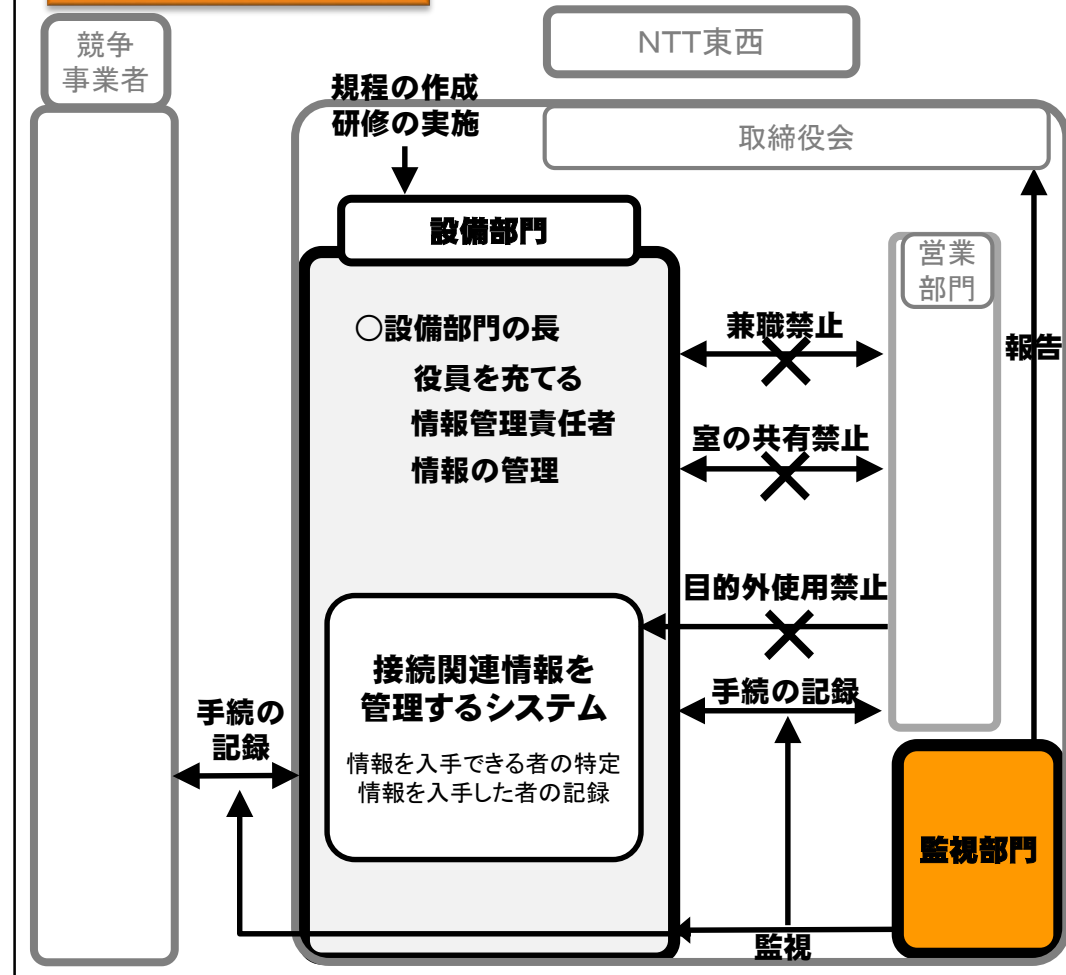 競争
事業者
NTT東西
規程の作成
研修の実施
取締役会
設備部門
営業
部門
○設備部門の長
役員を充てる
情報管理責任者
情報の管理
兼職禁止
報告
室の共有禁止
目的外使用禁止
接続関連情報を
管理するシステム
情報を入手できる者の特定
情報を入手した者の記録
手続の記録
手続の
記録
監視部門
監視